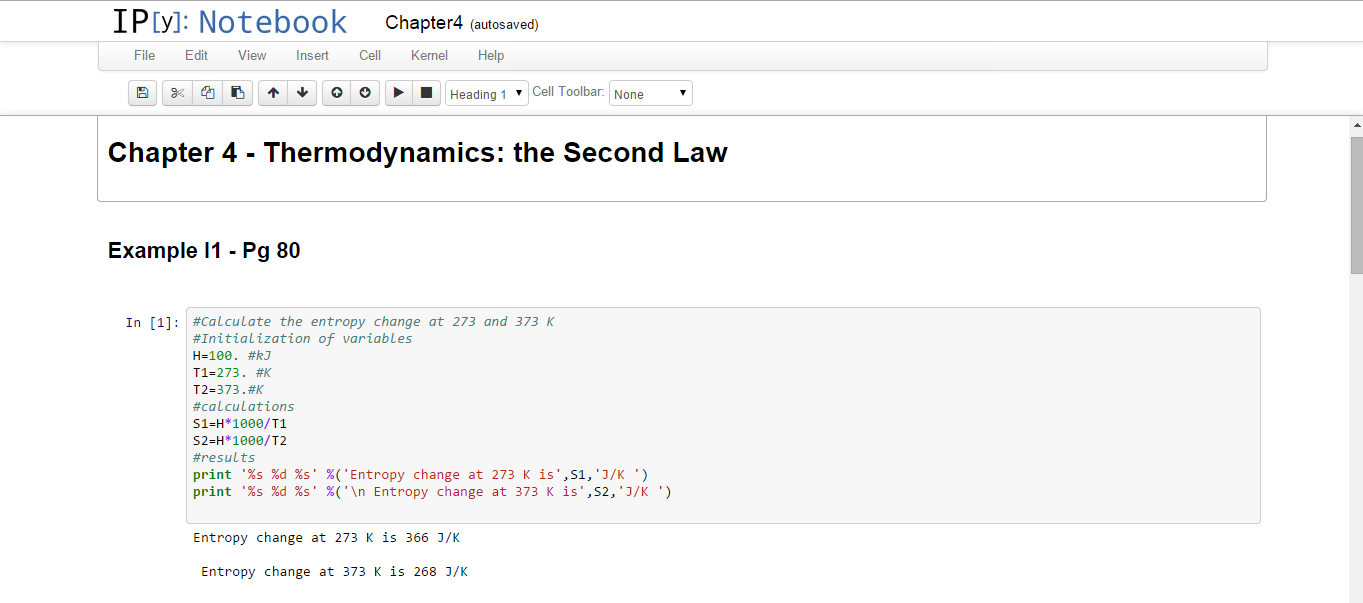 IP[y]: Notebook Chapter4 (autosaved)
File Edit View Insert Cell Kernel Help
Heading 1 Cell Toolbar: None
Chapter 4 - Thermodynamics: the Second Law
Example I1 - Pg 80
In [1]: #Calculate the entropy change at 273 and 373 K
#Initialization of variables
H=100. #kJ
T1=273. #K
T2=373.#K
#calculations
S1=H*1000/T1
S2=H*1000/T2
#results
print '%s %d %s' %('Entropy change at 273 K is',S1,'J/K ')
print '%s %d %s' %('\n Entropy change at 373 K is',S2,'J/K ')
Entropy change at 273 K is 366 J/K
Entropy change at 373 K is 268 J/K